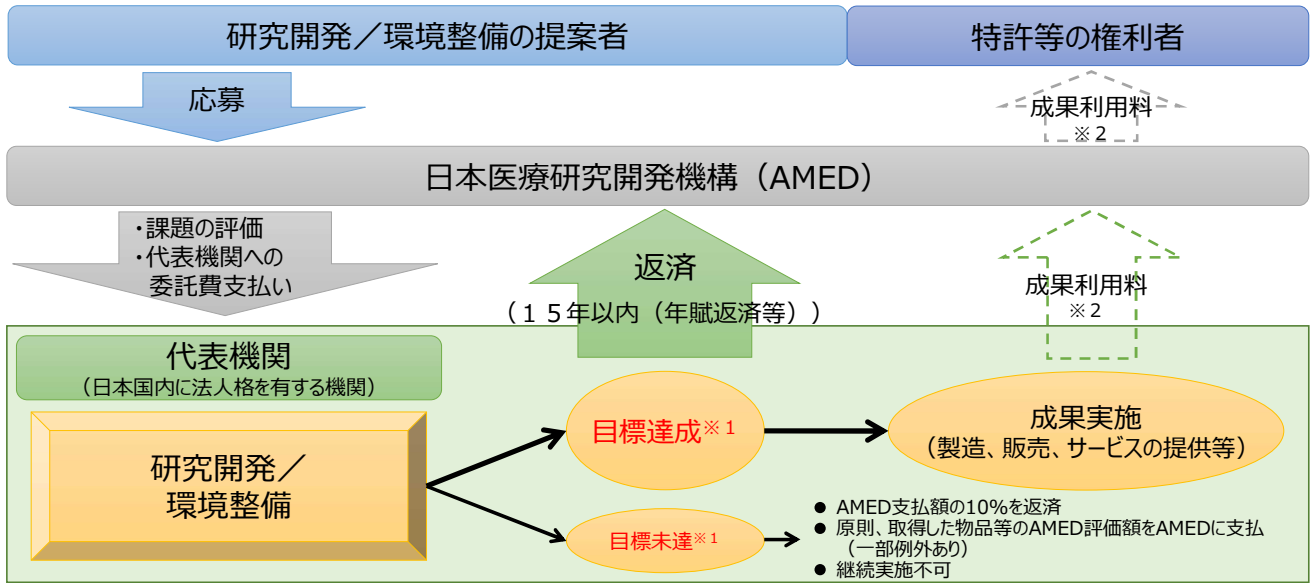 研究開発／環境整備の提案者
特許等の権利者
応募
成果利用料
※２
日本医療研究開発機構（AMED）
・課題の評価
・代表機関への
委託費支払い
返済
（１５年以内（年賦返済等））
成果利用料
※２
代表機関
（日本国内に法人格を有する機関）
研究開発／
環境整備
目標達成※１
成果実施
（製造、販売、サービスの提供等）
目標未達※１
● AMED支払額の10%を返済
● 原則、取得した物品等のAMED評価額をAMEDに支払
（一部例外あり）
● 継続実施不可